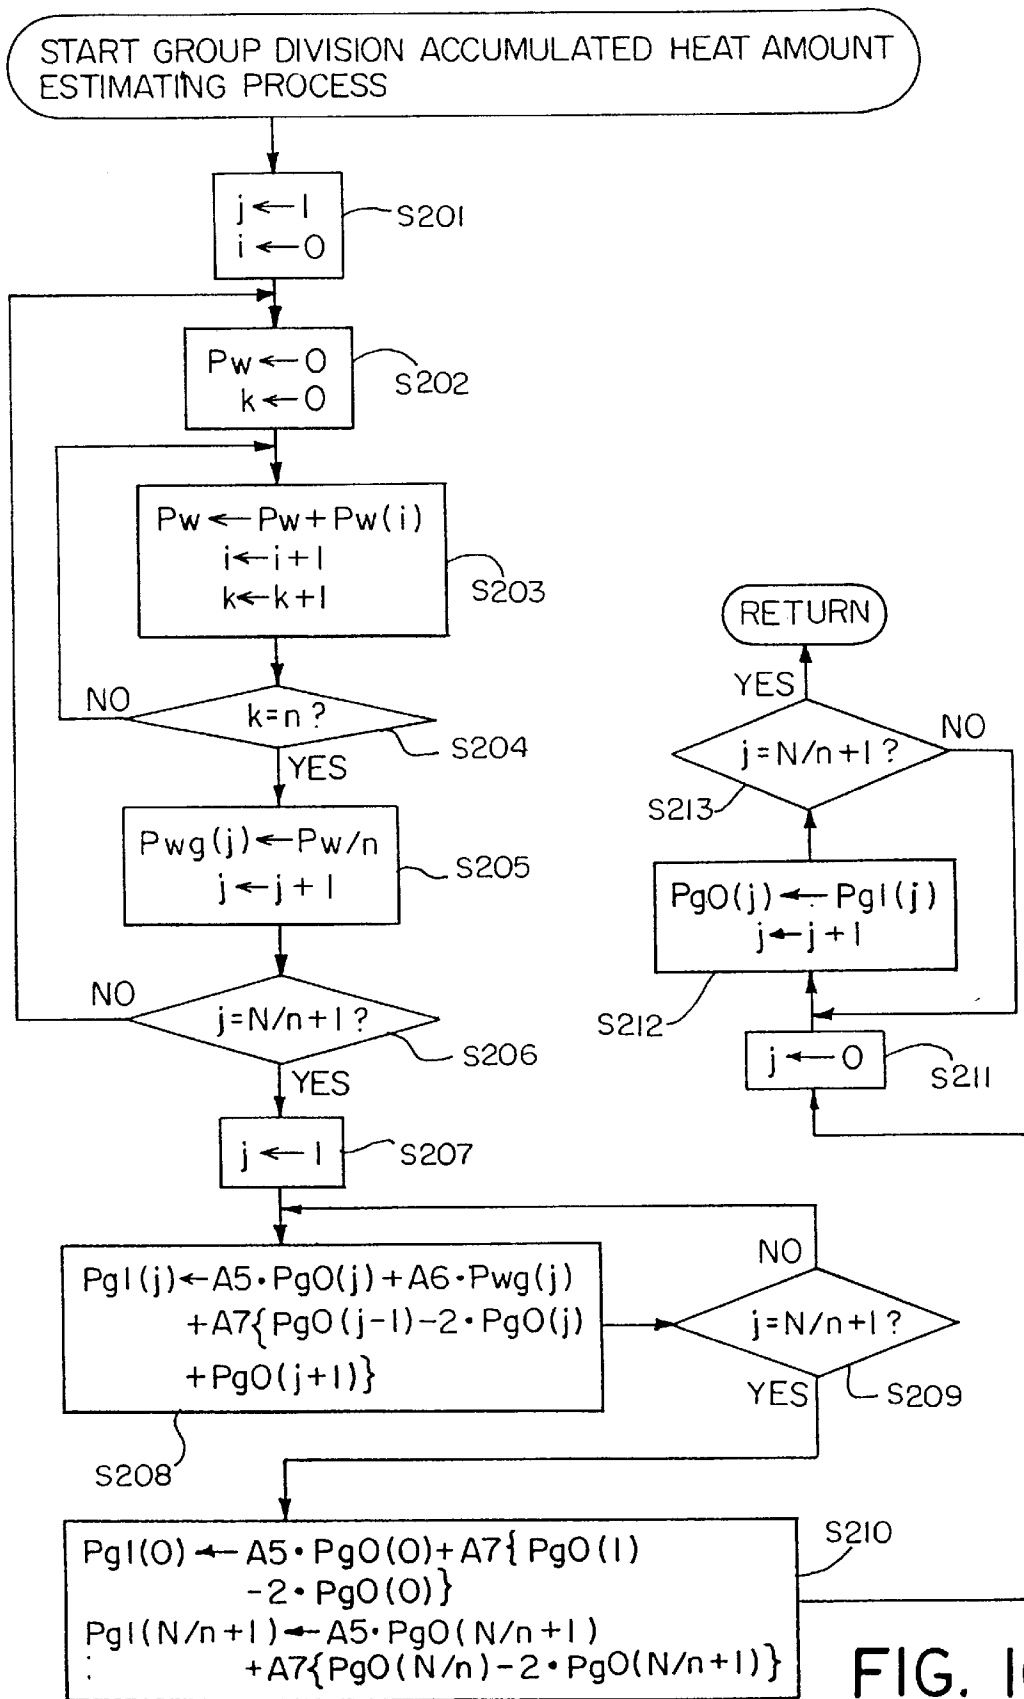 START GROUP DIVISION ACCUMULATED HEAT AMOUNT
ESTIMATING PROCESS
j ← 1
i ← 0
S201
Pw ← 0
k ← 0
S202
Pw ← Pw + Pw(i)
i ← i + 1
k ← k + 1
S203
k = n ?
NO
S204
YES
Pwg(j) ← Pw/n
j ← j + 1
S205
NO
j = N/n + 1 ?
S206
YES
j ← 1
S207
Pg1(j) ← A5・Pg0(j) + A6・Pwg(j)
+A7{Pg0(j-1) - 2・Pg0(j)
+Pg0(j+1)}
S208
NO
j = N/n + 1 ?
YES
S209
Pg1(0) ← A5・Pg0(0) + A7{Pg0(1)
-2・Pg0(0)}
Pg1(N/n+1) ← A5・Pg0(N/n+1)
+A7{Pg0(N/n) - 2・Pg0(N/n+1)}
S210
j ← 0
S211
Pg0(j) ← Pg1(j)
j ← j + 1
S212
j = N/n + 1 ?
S213
NO
YES
RETURN
FIG.